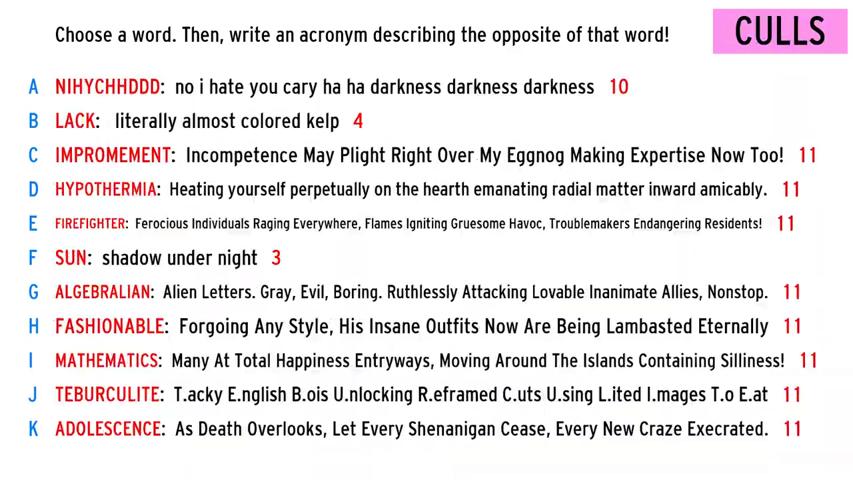 Choose a word. Then, write an acronym describing the opposite of that word!
CULLS
A NIHYCHHDDD: no i hate you cary ha ha darkness darkness darkness 10
B LACK: literally almost colored kelp 4
C IMPROMEMENT: Incompetence May Plight Right Over My Eggnog Making Expertise Now Too! 11
D HYPOTHERMIA: Heating yourself perpetually on the hearth emanating radial matter inward amicably. 11
E FIREFIGHTER: Ferocious Individuals Raging Everywhere, Flames Igniting Gruesome Havoc, Troublemakers Endangering Residents! 11
F SUN: shadow under night 3
G ALGEBRALIAN: Alien Letters. Gray, Evil, Boring. Ruthlessly Attacking Lovable Inanimate Allies, Nonstop. 11
H FASHIONABLE: Forgoing Any Style, His Insane Outfits Now Are Being Lambasted Eternally 11
I MATHEMATICS: Many At Total Happiness Entryways, Moving Around The Islands Containing Silliness! 11
J TEBURCULITE: T.acky E.nglish B.ois U.nlocking R.eframed C.uts U.sing L.ited I.mages T.o E.at 11
K ADOLESCENCE: As Death Overlooks, Let Every Shenanigan Cease, Every New Craze Execrated. 11